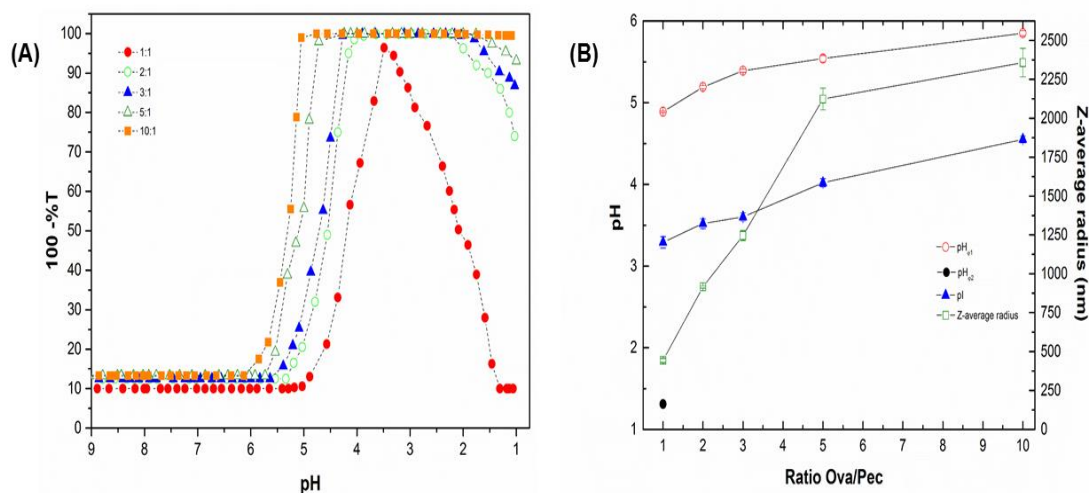 (A)
100 -%T
100
90
80
70
60
50
40
30
20
10
0
1:1
2:1
3:1
5:1
10:1
9 8 7 6 5 4 3 2 1
pH
(B)
pH
6
5
4
3
2
1
pHφ1
pHφ2
pI
Z-average radius
2500
2250
2000
1750
1500
1250
1000
750
500
250
0
Z-average radius (nm)
1 2 3 4 5 6 7 8 9 10
Ratio Ova/Pec